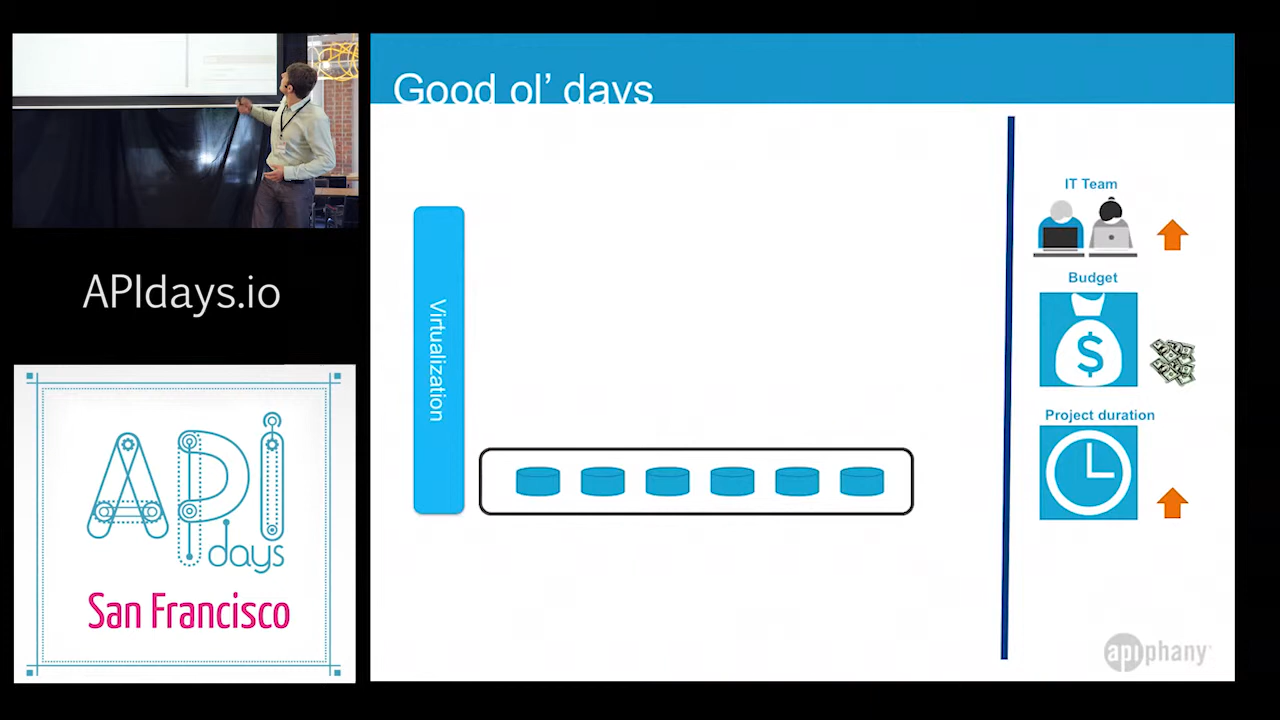 Good ol’ days
APIdays.io
API
days
San Francisco
Virtualization
IT Team
Budget
$
Project duration
apiphany